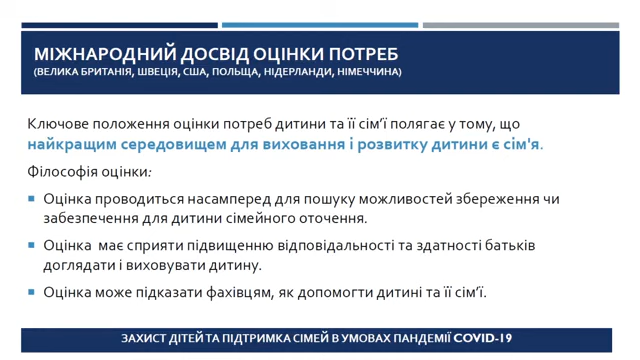 МІЖНАРОДНИЙ ДОСВІД ОЦІНКИ ПОТРЕБ
(ВЕЛИКА БРИТАНІЯ, ШВЕЦІЯ, США, ПОЛЬЩА, НІДЕРЛАНДИ, НІМЕЧЧИНА)
Ключове положення оцінки потреб дитини та її сім’ї полягає у тому, що
найкращим середовищем для виховання і розвитку дитини є сім'я.
Філософія оцінки:
Оцінка проводиться насамперед для пошуку можливостей збереження чи
забезпечення для дитини сімейного оточення.
Оцінка має сприяти підвищенню відповідальності та здатності батьків
доглядати і виховувати дитину.
Оцінка може підказати фахівцям, як допомогти дитині та її сім’ї.
ЗАХИСТ ДІТЕЙ ТА ПІДТРИМКА СІМЕЙ В УМОВАХ ПАНДЕМІЇ COVID-19